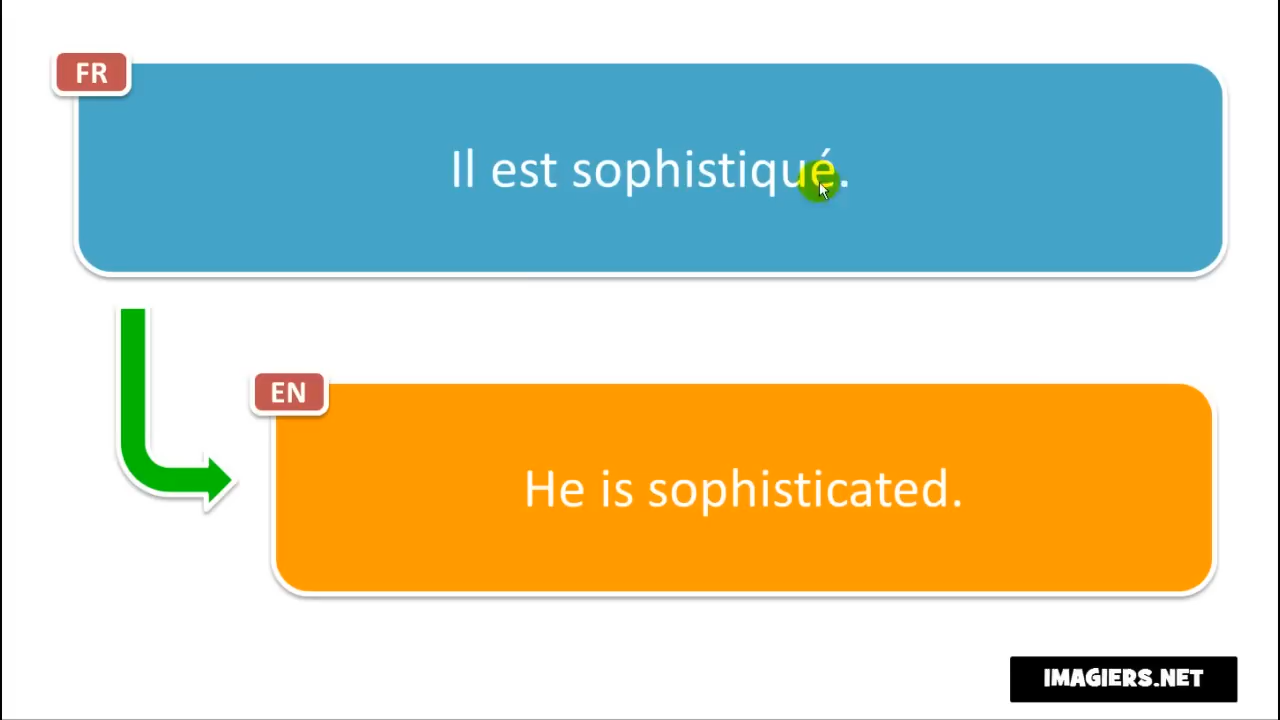 FR
Il est sophistiqué.
EN
He is sophisticated.
IMAGIERS.NET